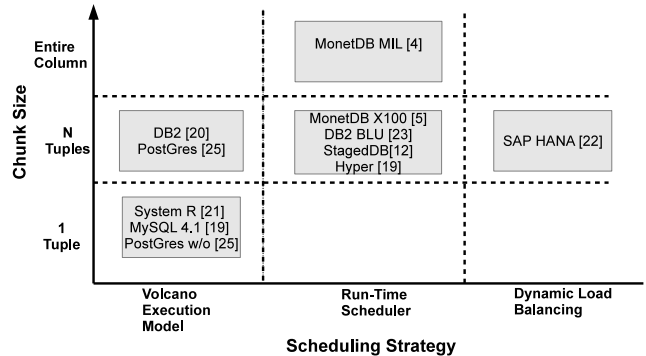 Entire
Column
MonetDB MIL [4]
Chunk Size
N
Tuples
DB2 [20]
PostGres [25]
MonetDB X100 [5]
DB2 BLU [23]
StagedDB[12]
Hyper [19]
SAP HANA [22]
1
Tuple
System R [21]
MySQL 4.1 [19]
PostGres w/o [25]
Volcano
Execution
Model
Run-Time
Scheduler
Dynamic Load
Balancing
Scheduling Strategy